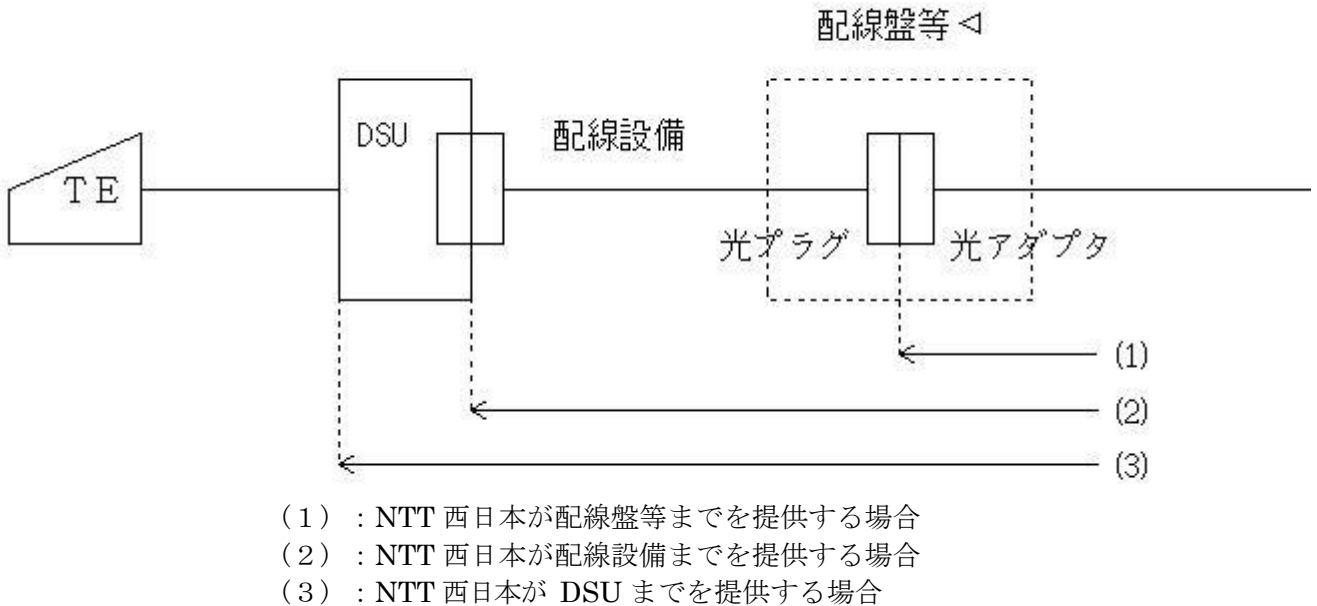 配線盤等◁
DSU
配線設備
TE
光プラグ
光アダプタ
(1)
(2)
(3)
(1):NTT 西日本が配線盤等までを提供する場合
(2):NTT 西日本が配線設備までを提供する場合
(3):NTT 西日本が DSU までを提供する場合